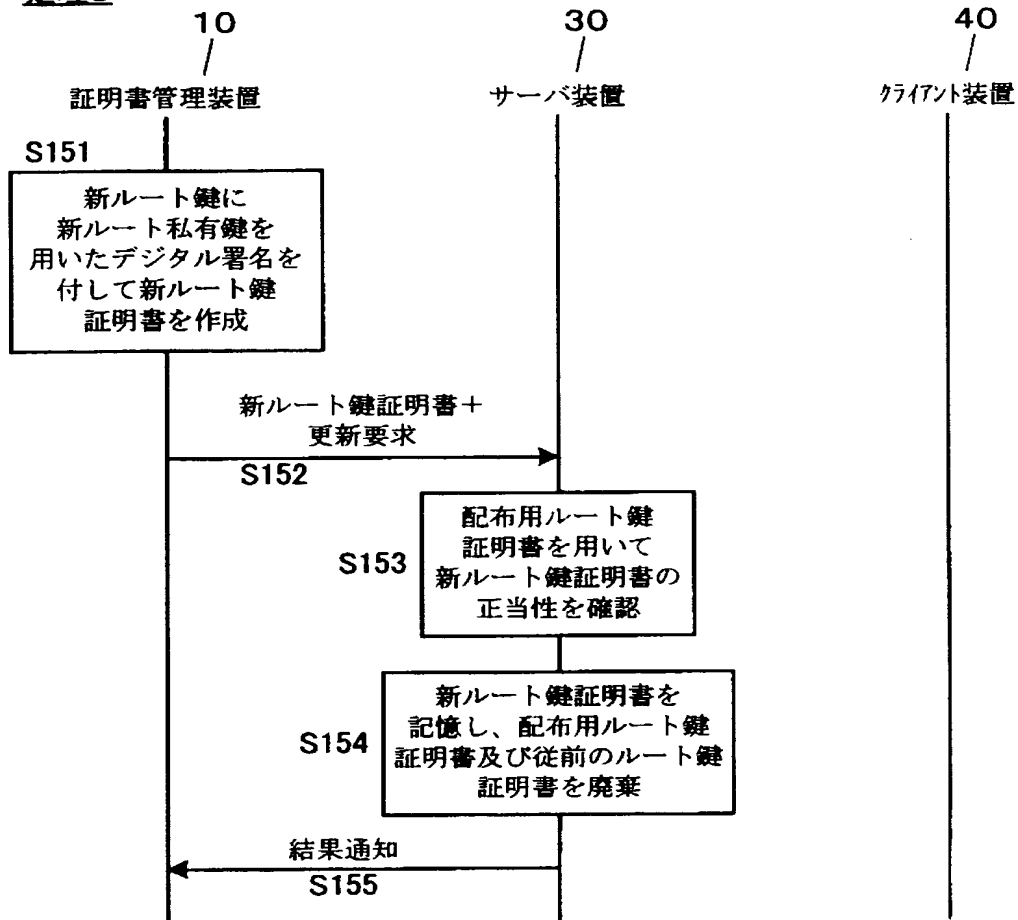 10
30
40
証明書管理装置
サーバ装置
クライアント装置
S151
新ルート鍵に
新ルート私有鍵を
用いたデジタル署名を
付して新ルート鍵
証明書を作成
新ルート鍵証明書＋
更新要求
S152
S153
配布用ルート鍵
証明書を用いて
新ルート鍵証明書の
正当性を確認
S154
新ルート鍵証明書を
記憶し、配布用ルート鍵
証明書及び従前のルート鍵
証明書を廃棄
結果通知
S155